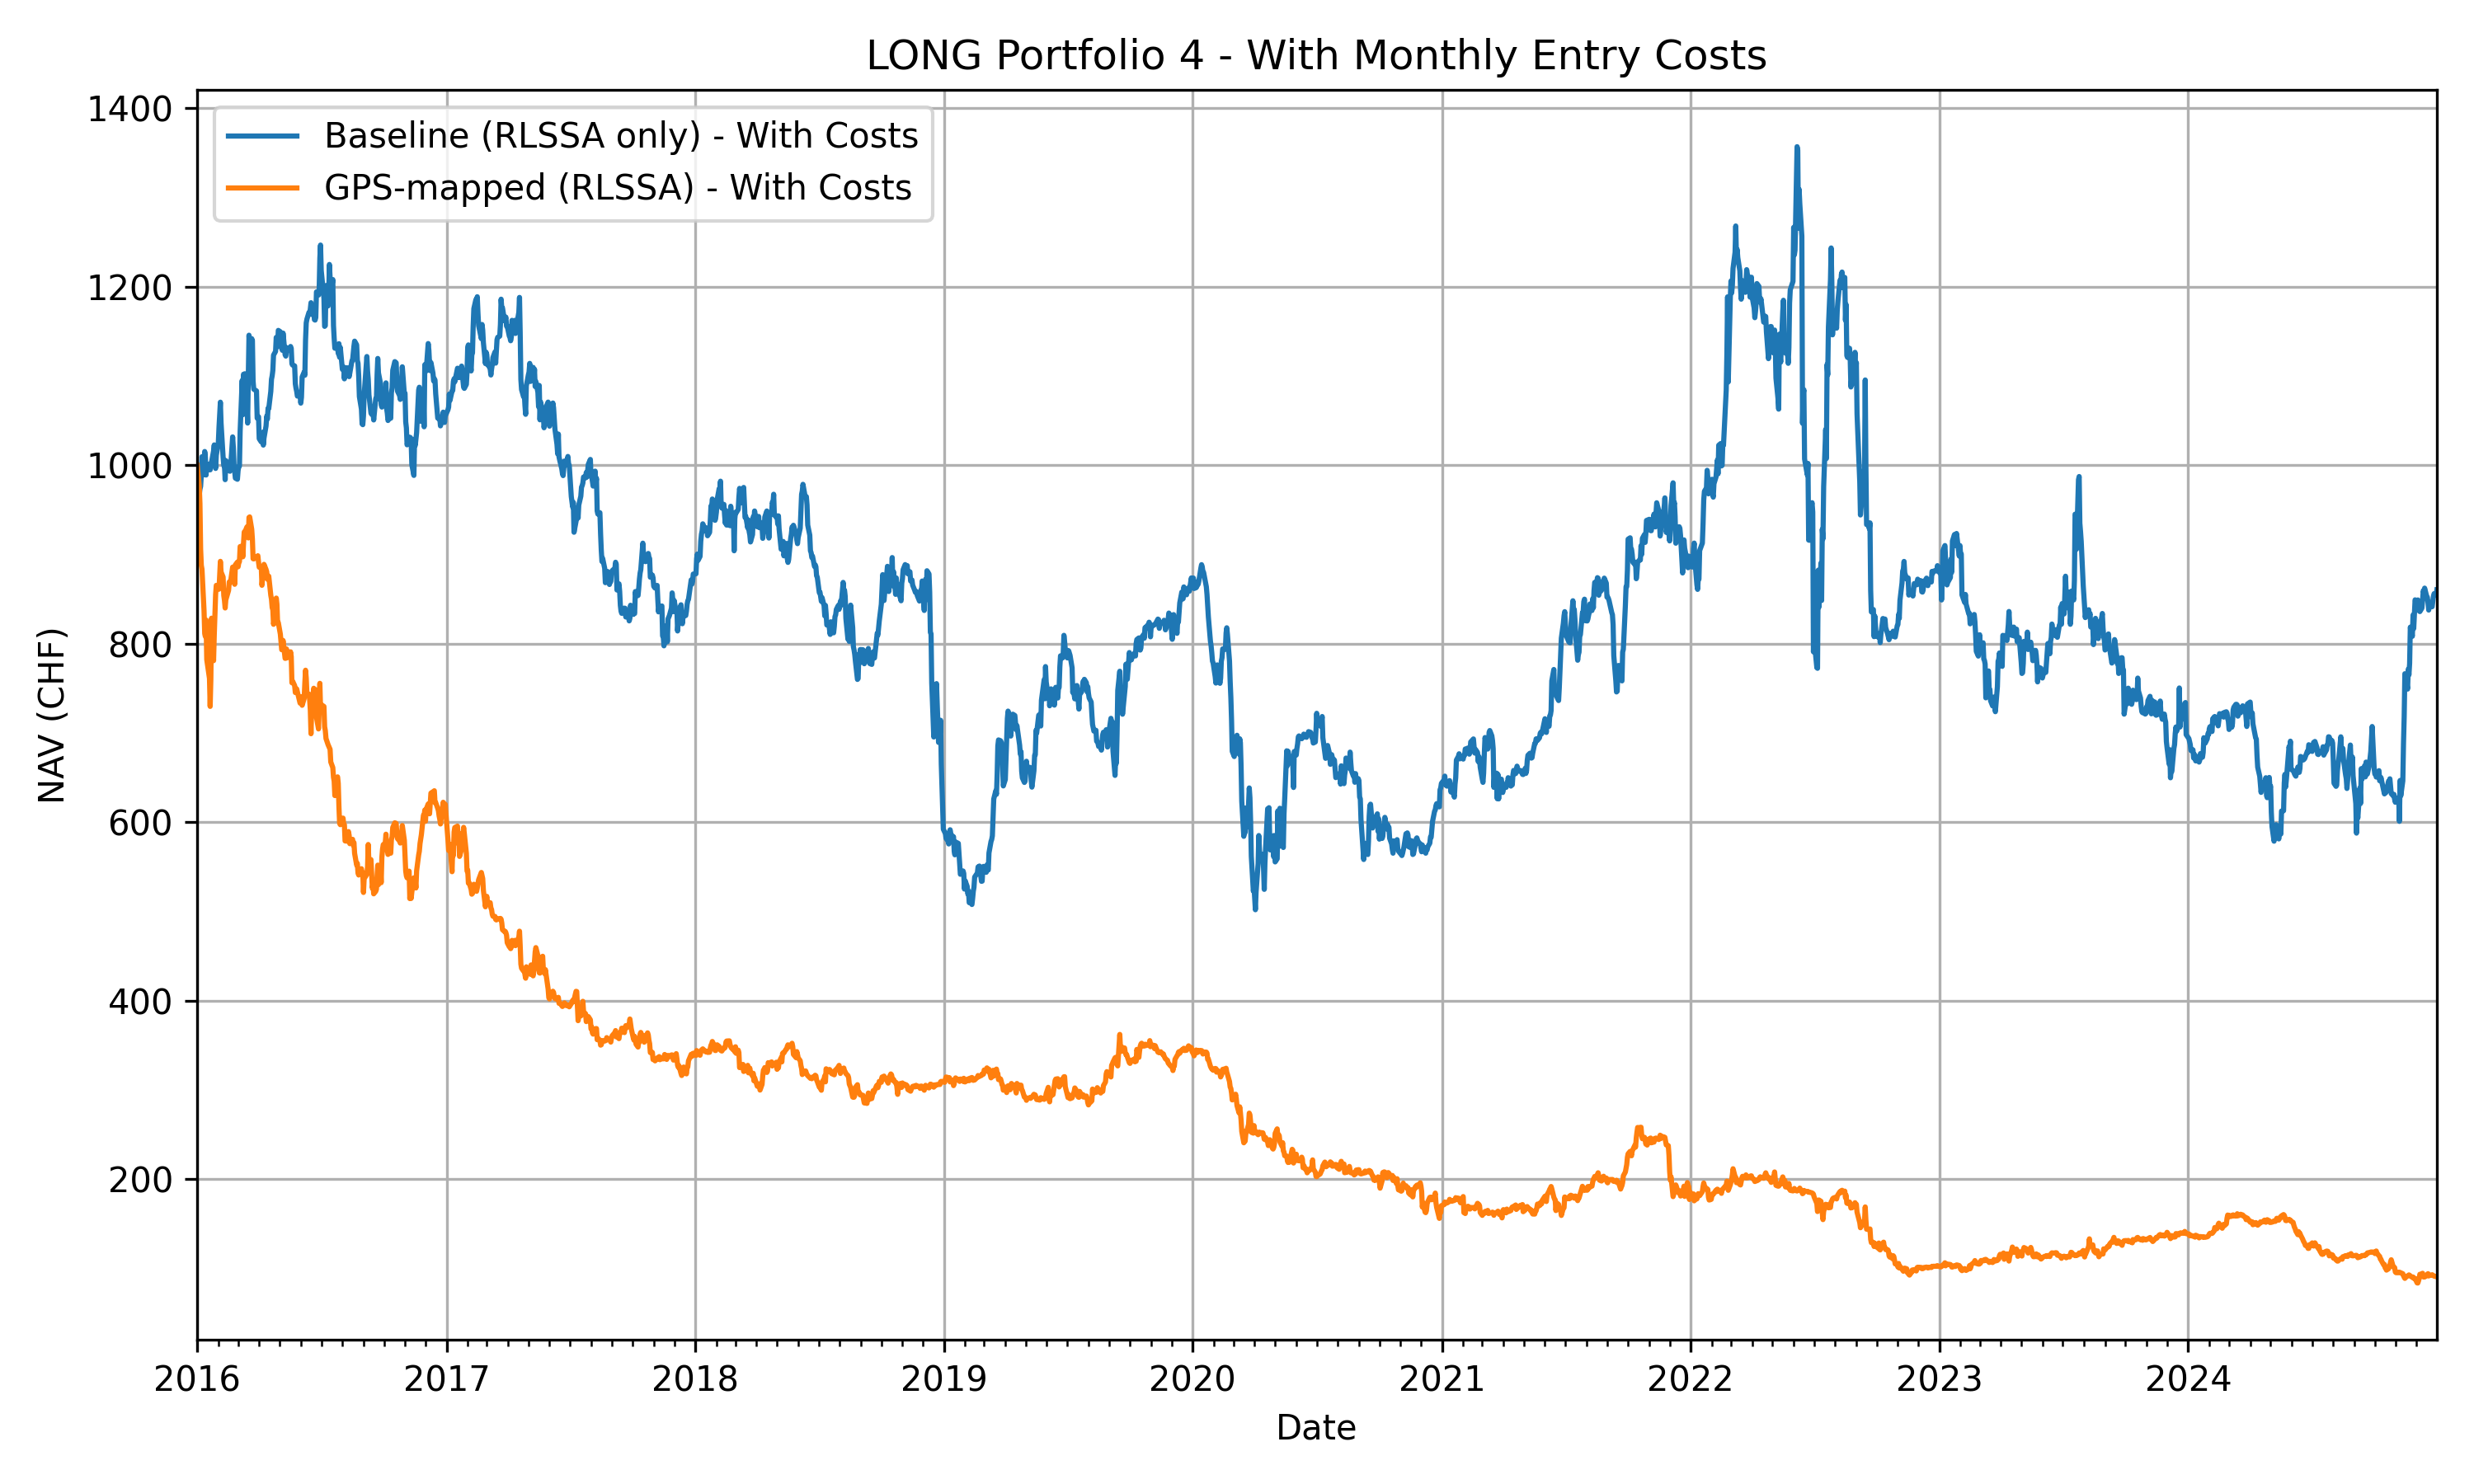 LONG Portfolio 4 - With Monthly Entry Costs
Baseline (RLSSA only) - With Costs
GPS-mapped (RLSSA) - With Costs
1400
1200
1000
800
600
400
200
NAV (CHF)
2016 2017 2018 2019 2020 2021 2022 2023 2024
Date